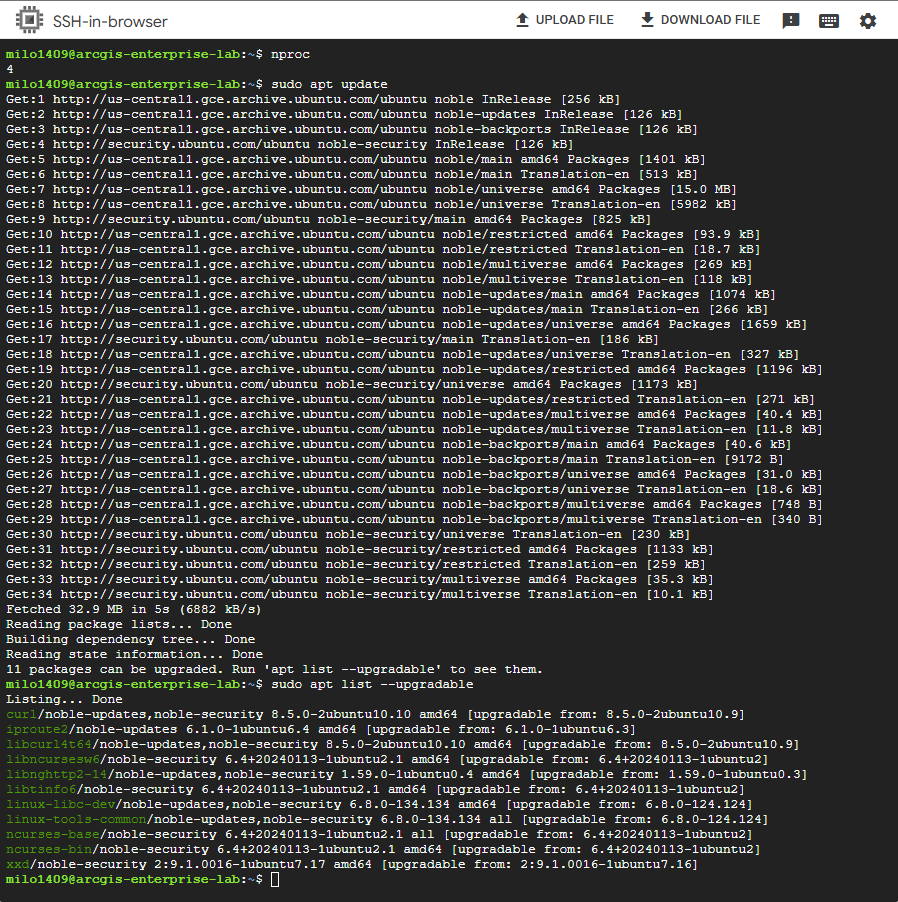 SSH-in-browser
UPLOAD FILE
DOWNLOAD FILE
milo1409@arcgis-enterprise-lab:~$ nproc
4
milo1409@arcgis-enterprise-lab:~$ sudo apt update
Get:1 http://us-central1.gce.archive.ubuntu.com/ubuntu noble InRelease [256 kB]
Get:2 http://us-central1.gce.archive.ubuntu.com/ubuntu noble-updates InRelease [126 kB]
Get:3 http://us-central1.gce.archive.ubuntu.com/ubuntu noble-backports InRelease [126 kB]
Get:4 http://security.ubuntu.com/ubuntu noble-security InRelease [126 kB]
Get:5 http://us-central1.gce.archive.ubuntu.com/ubuntu noble/main amd64 Packages [1401 kB]
Get:6 http://us-central1.gce.archive.ubuntu.com/ubuntu noble/main Translation-en [513 kB]
Get:7 http://us-central1.gce.archive.ubuntu.com/ubuntu noble/universe amd64 Packages [15.0 MB]
Get:8 http://us-central1.gce.archive.ubuntu.com/ubuntu noble/universe Translation-en [5982 kB]
Get:9 http://security.ubuntu.com/ubuntu noble-security/main amd64 Packages [825 kB]
Get:10 http://us-central1.gce.archive.ubuntu.com/ubuntu noble/restricted amd64 Packages [93.9 kB]
Get:11 http://us-central1.gce.archive.ubuntu.com/ubuntu noble/restricted Translation-en [18.7 kB]
Get:12 http://us-central1.gce.archive.ubuntu.com/ubuntu noble/multiverse amd64 Packages [269 kB]
Get:13 http://us-central1.gce.archive.ubuntu.com/ubuntu noble/multiverse Translation-en [118 kB]
Get:14 http://us-central1.gce.archive.ubuntu.com/ubuntu noble-updates/main amd64 Packages [1074 kB]
Get:15 http://us-central1.gce.archive.ubuntu.com/ubuntu noble-updates/main Translation-en [266 kB]
Get:16 http://us-central1.gce.archive.ubuntu.com/ubuntu noble-updates/universe amd64 Packages [1659 kB]
Get:17 http://security.ubuntu.com/ubuntu noble-security/main Translation-en [186 kB]
Get:18 http://us-central1.gce.archive.ubuntu.com/ubuntu noble-updates/universe Translation-en [327 kB]
Get:19 http://us-central1.gce.archive.ubuntu.com/ubuntu noble-updates/restricted amd64 Packages [1196 kB]
Get:20 http://security.ubuntu.com/ubuntu noble-security/universe amd64 Packages [1173 kB]
Get:21 http://us-central1.gce.archive.ubuntu.com/ubuntu noble-updates/restricted Translation-en [271 kB]
Get:22 http://us-central1.gce.archive.ubuntu.com/ubuntu noble-updates/multiverse amd64 Packages [40.4 kB]
Get:23 http://us-central1.gce.archive.ubuntu.com/ubuntu noble-updates/multiverse Translation-en [11.8 kB]
Get:24 http://us-central1.gce.archive.ubuntu.com/ubuntu noble-backports/main amd64 Packages [40.6 kB]
Get:25 http://us-central1.gce.archive.ubuntu.com/ubuntu noble-backports/main Translation-en [9172 B]
Get:26 http://us-central1.gce.archive.ubuntu.com/ubuntu noble-backports/universe amd64 Packages [31.0 kB]
Get:27 http://us-central1.gce.archive.ubuntu.com/ubuntu noble-backports/universe Translation-en [18.6 kB]
Get:28 http://us-central1.gce.archive.ubuntu.com/ubuntu noble-backports/multiverse amd64 Packages [748 B]
Get:29 http://us-central1.gce.archive.ubuntu.com/ubuntu noble-backports/multiverse Translation-en [340 B]
Get:30 http://security.ubuntu.com/ubuntu noble-security/universe Translation-en [230 kB]
Get:31 http://security.ubuntu.com/ubuntu noble-security/restricted amd64 Packages [1133 kB]
Get:32 http://security.ubuntu.com/ubuntu noble-security/restricted Translation-en [259 kB]
Get:33 http://security.ubuntu.com/ubuntu noble-security/multiverse amd64 Packages [35.3 kB]
Get:34 http://security.ubuntu.com/ubuntu noble-security/multiverse Translation-en [10.1 kB]
Fetched 32.9 MB in 5s (6882 kB/s)
Reading package lists... Done
Building dependency tree... Done
Reading state information... Done
11 packages can be upgraded. Run 'apt list --upgradable' to see them.
milo1409@arcgis-enterprise-lab:~$ sudo apt list --upgradable
Listing... Done
curl/noble-updates,noble-security 8.5.0-2ubuntu10.10 amd64 [upgradable from: 8.5.0-2ubuntu10.9]
iproute2/noble-updates 6.1.0-1ubuntu6.4 amd64 [upgradable from: 6.1.0-1ubuntu6.3]
libcurl4t64/noble-updates,noble-security 8.5.0-2ubuntu10.10 amd64 [upgradable from: 8.5.0-2ubuntu10.9]
libncursesw6/noble-security 6.4+20240113-1ubuntu2.1 amd64 [upgradable from: 6.4+20240113-1ubuntu2]
libnghttp2-14/noble-updates,noble-security 1.59.0-1ubuntu0.4 amd64 [upgradable from: 1.59.0-1ubuntu0.3]
libtinfo6/noble-security 6.4+20240113-1ubuntu2.1 amd64 [upgradable from: 6.4+20240113-1ubuntu2]
linux-libc-dev/noble-updates,noble-security 6.8.0-134.134 amd64 [upgradable from: 6.8.0-124.124]
linux-tools-common/noble-updates,noble-security 6.8.0-134.134 all [upgradable from: 6.8.0-124.124]
ncurses-base/noble-security 6.4+20240113-1ubuntu2.1 all [upgradable from: 6.4+20240113-1ubuntu2]
ncurses-bin/noble-security 6.4+20240113-1ubuntu2.1 amd64 [upgradable from: 6.4+20240113-1ubuntu2]
xxd/noble-security 2:9.1.0016-1ubuntu7.17 amd64 [upgradable from: 2:9.1.0016-1ubuntu7.16]
milo1409@arcgis-enterprise-lab:~$